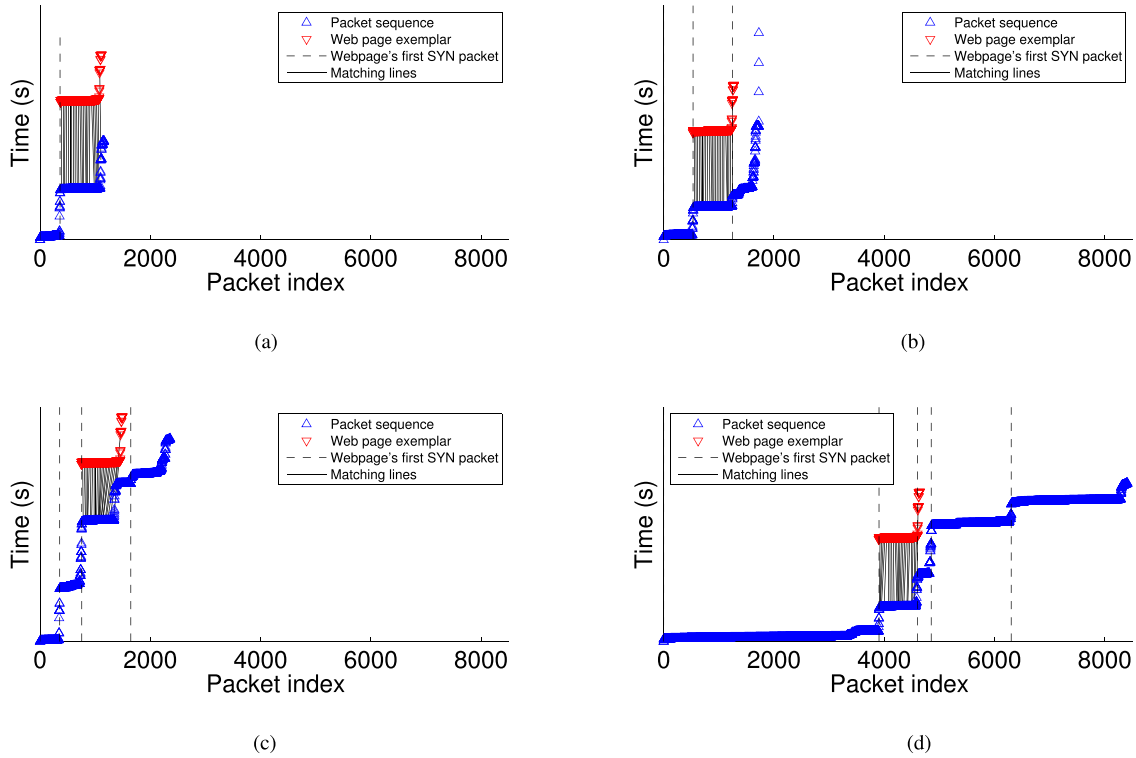 Packet sequence
Web page exemplar
Webpage's first SYN packet
Matching lines
Time (s)
0 2000 4000 6000 8000
Packet index
(a)
Packet sequence
Web page exemplar
Webpage's first SYN packet
Matching lines
Time (s)
0 2000 4000 6000 8000
Packet index
(b)
Packet sequence
Web page exemplar
Webpage's first SYN packet
Matching lines
Time (s)
0 2000 4000 6000 8000
Packet index
(c)
Packet sequence
Web page exemplar
Webpage's first SYN packet
Matching lines
Time (s)
0 2000 4000 6000 8000
Packet index
(d)